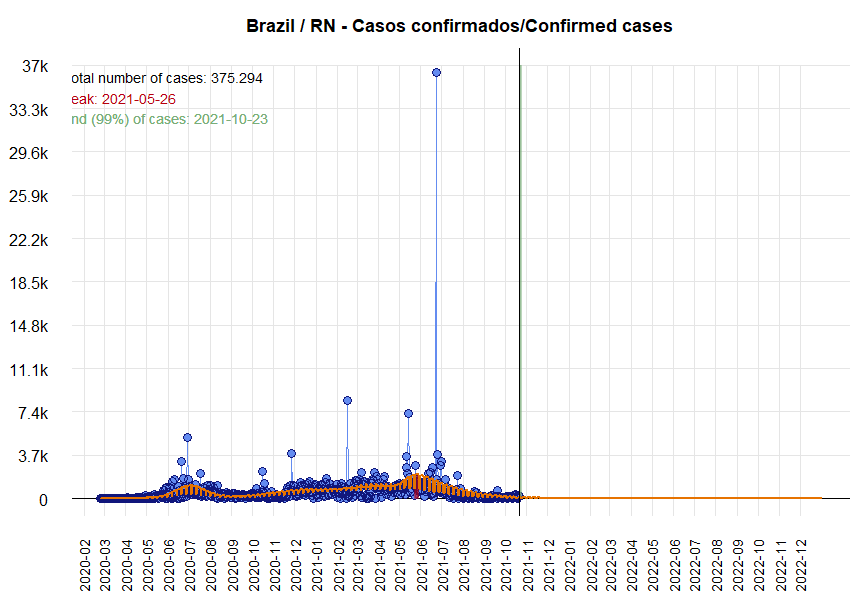 Brazil / RN - Casos confirmados/Confirmed cases
37k
otal number of cases: 375.294
eak: 2021-05-26
33.3k
nd (99%) of cases: 2021-10-23
29.6k
25.9k
22.2k
18.5k
14.8k
11.1k
7.4k
3.7k
0
2020-02
2020-03
2020-04
2020-05
2020-06
2020-07
2020-08
2020-09
2020-10
2020-11
2020-12
2021-01
2021-02
2021-03
2021-04
2021-05
2021-06
2021-07
2021-08
2021-09
2021-10
2021-11
2021-12
2022-01
2022-02
2022-03
2022-04
2022-05
2022-06
2022-07
2022-08
2022-09
2022-10
2022-11
2022-12